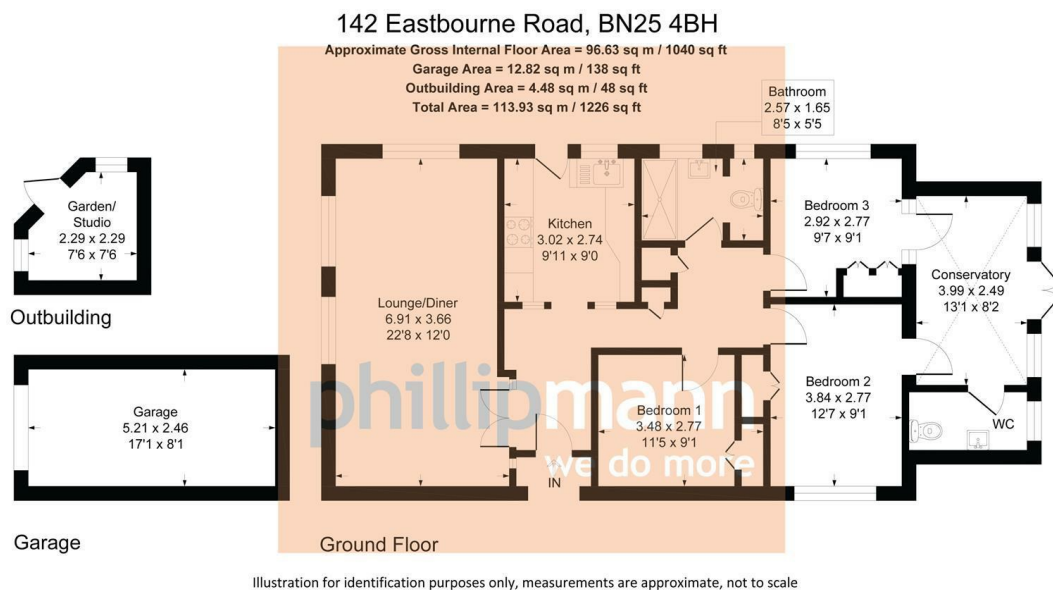 142 Eastbourne Road, BN25 4BH
Approximate Gross Internal Floor Area = 96.63 sq m / 1040 sq ft
Garage Area = 12.82 sq m / 138 sq ft
Outbuilding Area = 4.48 sq m / 48 sq ft
Total Area = 113.93 sq m / 1226 sq ft
Bathroom
2.57 x 1.65
8'5 x 5'5
Garden/
Studio
2.29 x 2.29
7'6 x 7'6
Outbuilding
Kitchen
3.02 x 2.74
9'11 x 9'0
Bedroom 3
2.92 x 2.77
9'7 x 9'1
Conservatory
3.99 x 2.49
13'1 x 8'2
Lounge/Diner
6.91 x 3.66
22'8 x 12'0
Garage
5.21 x 2.46
17'1 x 8'1
Bedroom 1
3.48 x 2.77
11'5 x 9'1
Bedroom 2
3.84 x 2.77
12'7 x 9'1
WC
IN
phillipmann
we do more
Garage
Ground Floor
Illustration for identification purposes only, measurements are approximate, not to scale